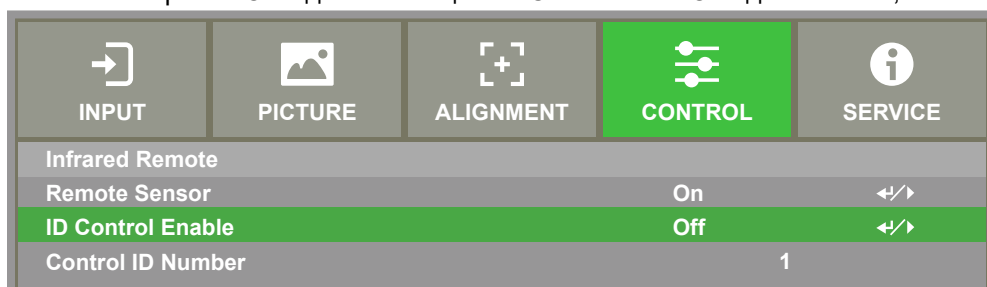 INPUT PICTURE ALIGNMENT CONTROL SERVICE
Infrared Remote
Remote Sensor On
ID Control Enable Off
Control ID Number 1